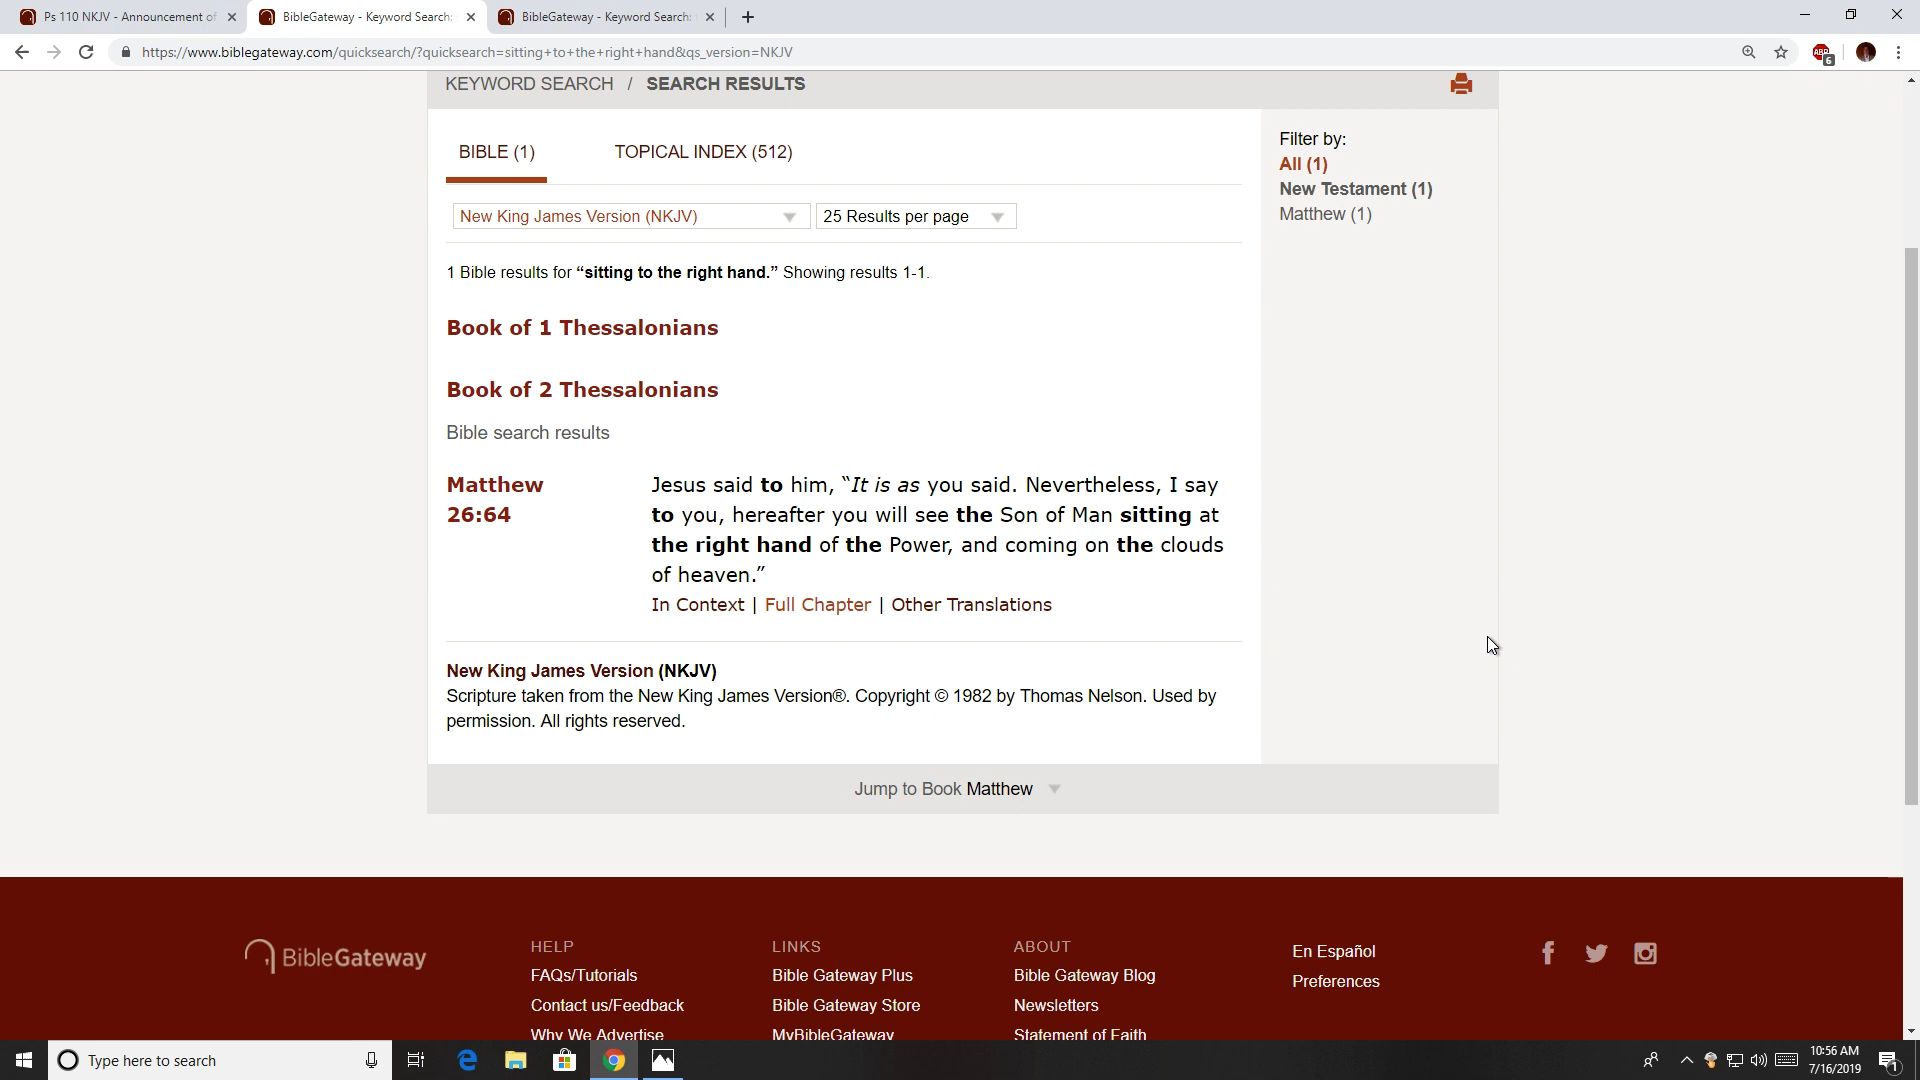 Ps 110 NKJV - Announcement of
BibleGateway - Keyword Search:
BibleGateway - Keyword Search:
https://www.biblegateway.com/quicksearch/?quicksearch=sitting+to+the+right+hand&qs_version=NKJV
ABP
6
KEYWORD SEARCH / SEARCH RESULTS
BIBLE (1)
TOPICAL INDEX (512)
New King James Version (NKJV)
25 Results per page
Filter by:
All (1)
New Testament (1)
Matthew (1)
1 Bible results for “sitting to the right hand.” Showing results 1-1.
Book of 1 Thessalonians
Book of 2 Thessalonians
Bible search results
Matthew
26:64
Jesus said to him, “It is as you said. Nevertheless, I say
to you, hereafter you will see the Son of Man sitting at
the right hand of the Power, and coming on the clouds
of heaven.”
In Context | Full Chapter | Other Translations
New King James Version (NKJV)
Scripture taken from the New King James Version®. Copyright © 1982 by Thomas Nelson. Used by
permission. All rights reserved.
Jump to Book Matthew
BibleGateway
HELP
FAQs/Tutorials
Contact us/Feedback
Why We Advertise
LINKS
Bible Gateway Plus
Bible Gateway Store
MyBibleGateway
ABOUT
Bible Gateway Blog
Newsletters
Statement of Faith
En Español
Preferences
Type here to search
10:56 AM
7/16/2019
1